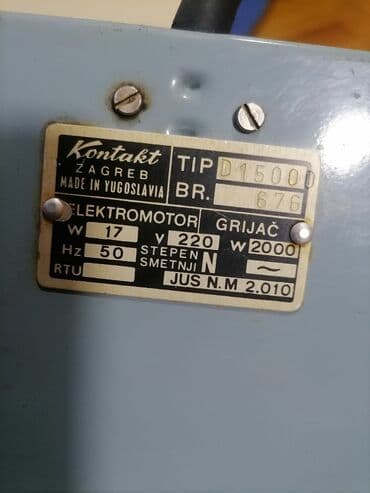 Kontakt
ZAGREB
MADE IN YUGOSLAVIA
TIP D1500D
BR. 676
ELEKTROMOTOR
GRIJAČ
W 17 V 220 W 2000
Hz 50 STEPEN SMETNJI N ~
RTU
JUS N.M 2.010